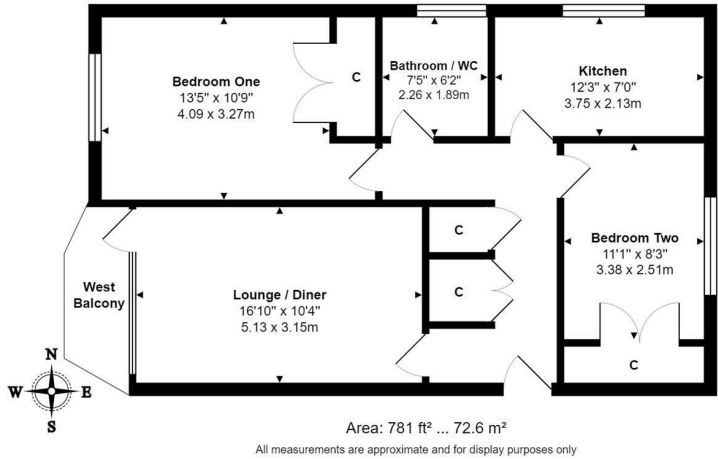 Bedroom One
13'5" x 10'9"
4.09 x 3.27m
C
Bathroom / WC
7'5" x 6'2"
2.26 x 1.89m
Kitchen
12'3" x 7'0"
3.75 x 2.13m
West
Balcony
Lounge / Diner
16'10" x 10'4"
5.13 x 3.15m
C
C
Bedroom Two
11'1" x 8'3"
3.38 x 2.51m
C
N
W
E
S
Area: 781 ft² ... 72.6 m²
All measurements are approximate and for display purposes only